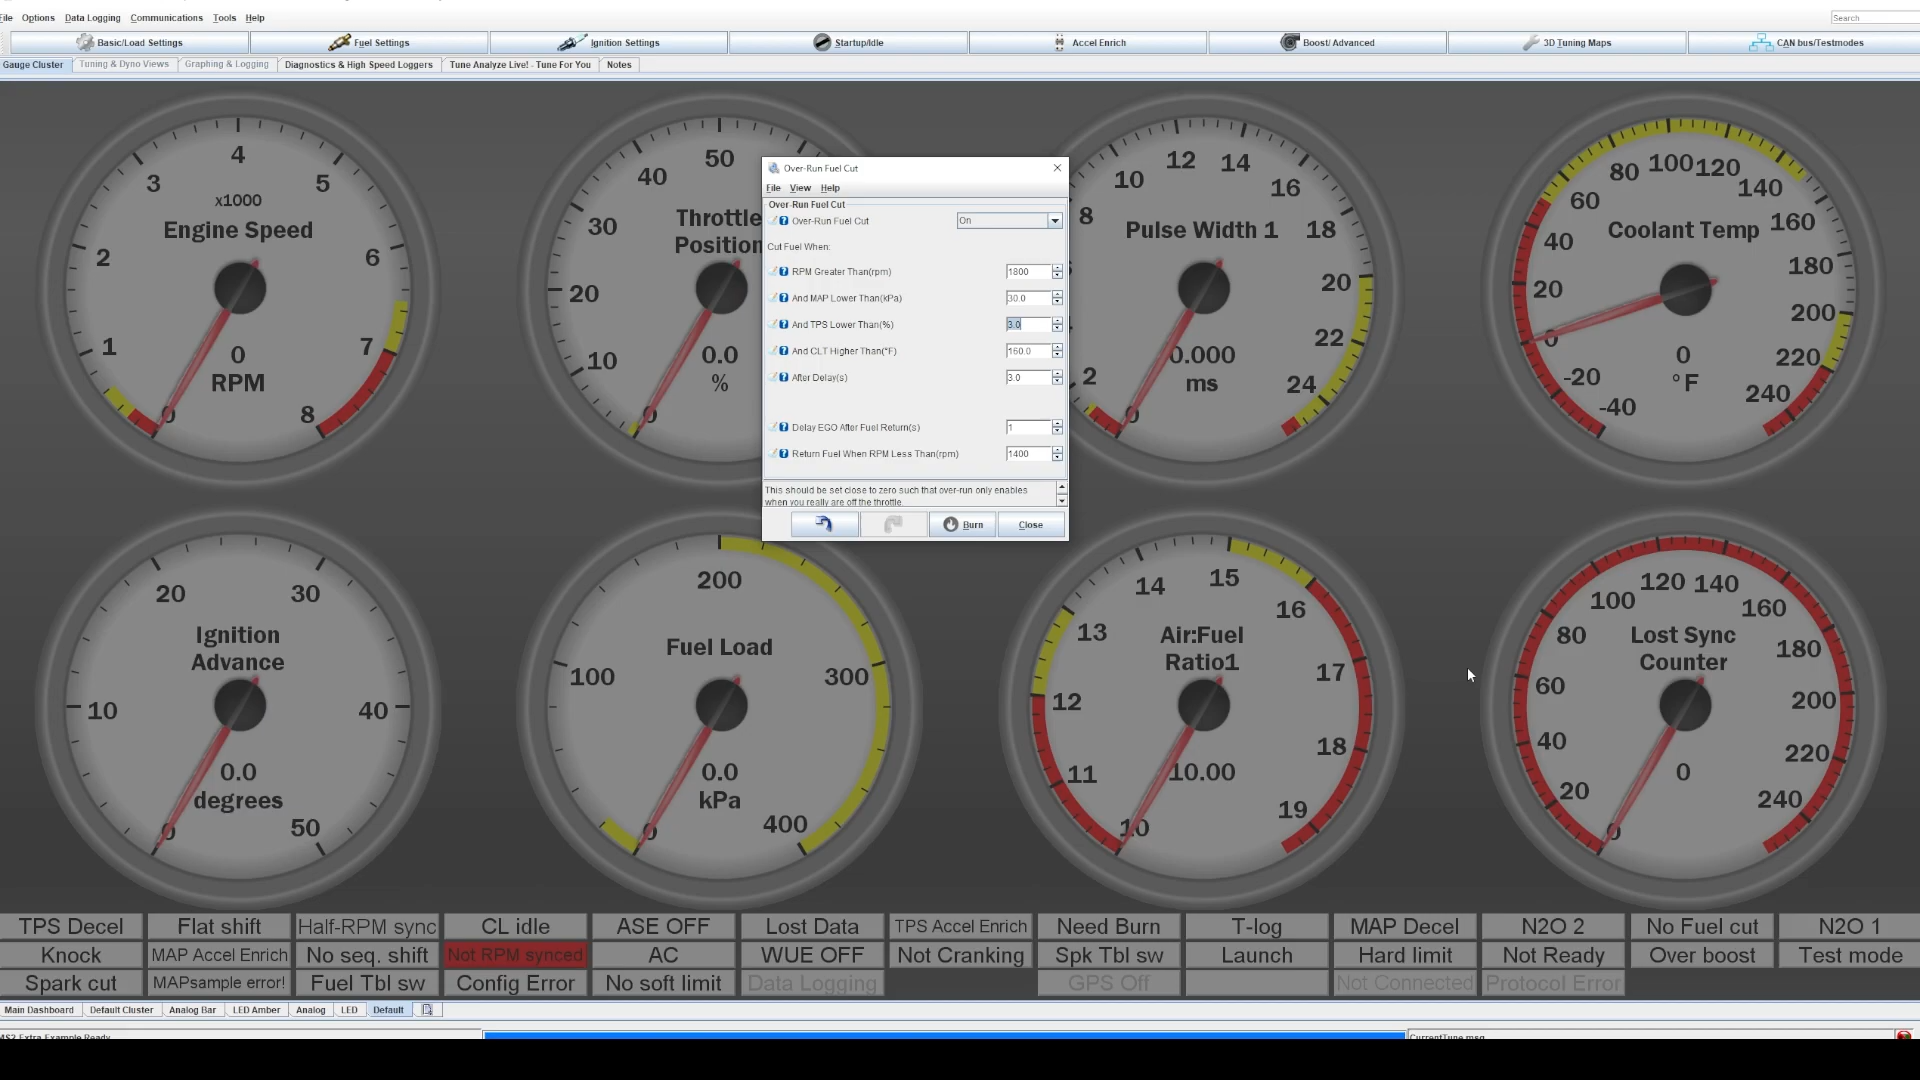 File Options Data Logging Communications Tools Help
Search
Basic/Load Settings
Fuel Settings
Ignition Settings
Startup/Idle
Accel Enrich
Boost/ Advanced
3D Tuning Maps
CAN bus/Testmodes
Gauge Cluster
Tuning & Dyno Views
Graphing & Logging
Diagnostics & High Speed Loggers
Tune Analyze Live! - Tune For You
Notes
0 1 2 3 4 5 6 7 8
x1000
Engine Speed
0
RPM
0 10 20 30 40 50
Throttle
Position
0.0
%
Over-Run Fuel Cut
File View Help
Over-Run Fuel Cut
Over-Run Fuel Cut On
Cut Fuel When:
RPM Greater Than(rpm) 1800
And MAP Lower Than(kPa) 30.0
And TPS Lower Than(%) 3.0
And CLT Higher Than(°F) 160.0
After Delay(s) 3.0
Delay EGO After Fuel Return(s) 1
Return Fuel When RPM Less Than(rpm) 1400
This should be set close to zero such that over-run only enables
when you really are off the throttle.
Burn
Close
0 2 8 10 12 14 16 18 20 22 24
Pulse Width 1
0.000
ms
-40 -20 0 20 40 60 80 100 120 140 160 180 200 220 240
Coolant Temp
0
°F
0 10 20 30 40 50
Ignition
Advance
0.0
degrees
0 100 200 300 400
Fuel Load
0.0
kPa
10 11 12 13 14 15 16 17 18 19
Air:Fuel
Ratio1
10.00
0 20 40 60 80 100 120 140 160 180 200 220 240
Lost Sync
Counter
0
TPS Decel Flat shift Half-RPM sync CL idle ASE OFF Lost Data TPS Accel Enrich Need Burn T-log MAP Decel N2O 2 No Fuel cut N2O 1
Knock MAP Accel Enrich No seq. shift Not RPM synced AC WUE OFF Not Cranking Spk Tbl sw Launch Hard limit Not Ready Over boost Test mode
Spark cut MAPsample error! Fuel Tbl sw Config Error No soft limit Data Logging GPS Off Not Connected Protocol Error
Main Dashboard Default Cluster Analog Bar LED Amber Analog LED Default
MS2 Extra Example Ready
CurrentTune.msq